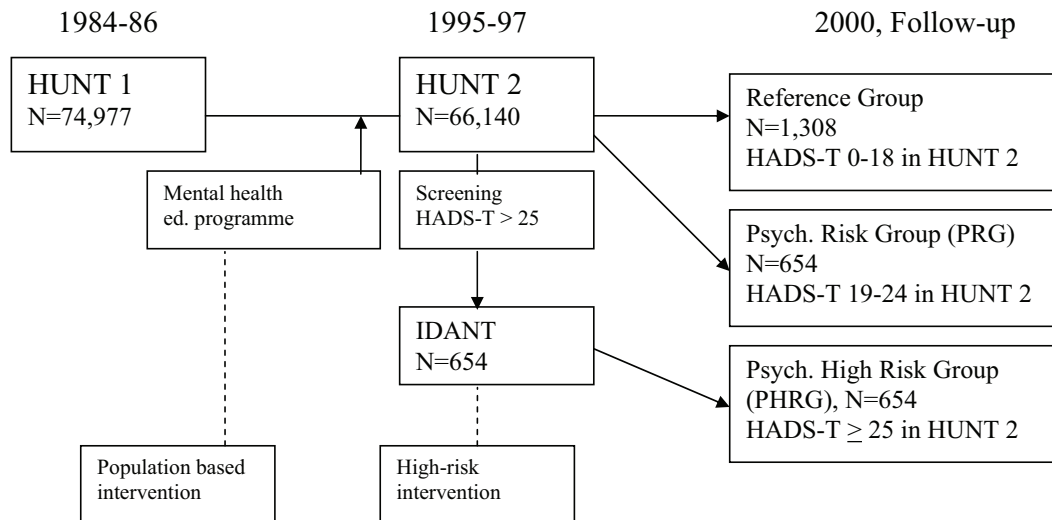 1984-86
1995-97
2000, Follow-up
HUNT 1
N=74,977
HUNT 2
N=66,140
Reference Group
N=1,308
HADS-T 0-18 in HUNT 2
Mental health
ed. programme
Screening
HADS-T > 25
Psych. Risk Group (PRG)
N=654
HADS-T 19-24 in HUNT 2
IDANT
N=654
Psych. High Risk Group
(PHRG), N=654
HADS-T ≥ 25 in HUNT 2
Population based
intervention
High-risk
intervention